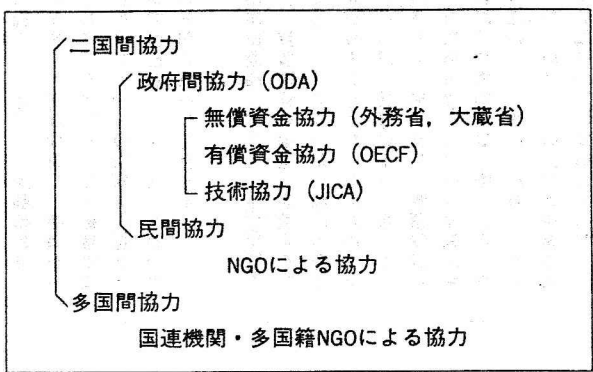 二国間協力
政府間協力（ODA）
無償資金協力（外務省，大蔵省）
有償資金協力（OECF）
技術協力（JICA）
民間協力
NGOによる協力
多国間協力
国連機関・多国籍NGOによる協力